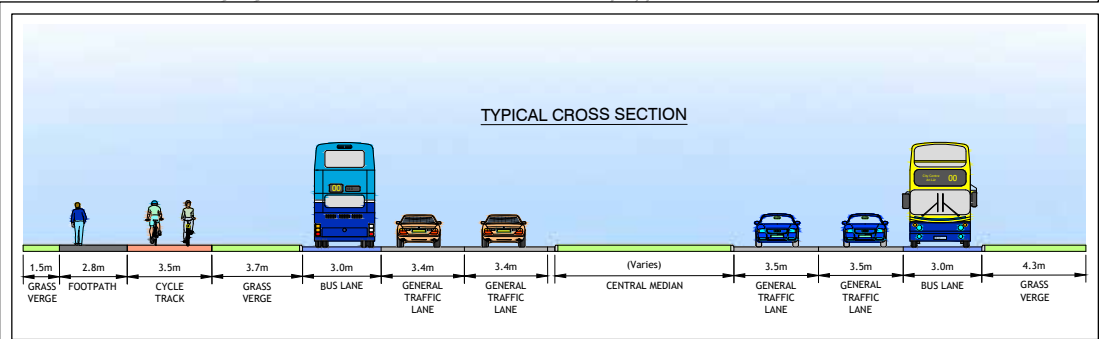 TYPICAL CROSS SECTION
00
00
1.5m
2.8m
3.5m
3.7m
3.0m
3.4m
3.4m
(Varies)
3.5m
3.5m
3.0m
4.3m
GRASS
VERGE
FOOTPATH
CYCLE
TRACK
GRASS
VERGE
BUS LANE
GENERAL
TRAFFIC
LANE
GENERAL
TRAFFIC
LANE
CENTRAL MEDIAN
GENERAL
TRAFFIC
LANE
GENERAL
TRAFFIC
LANE
BUS LANE
GRASS
VERGE